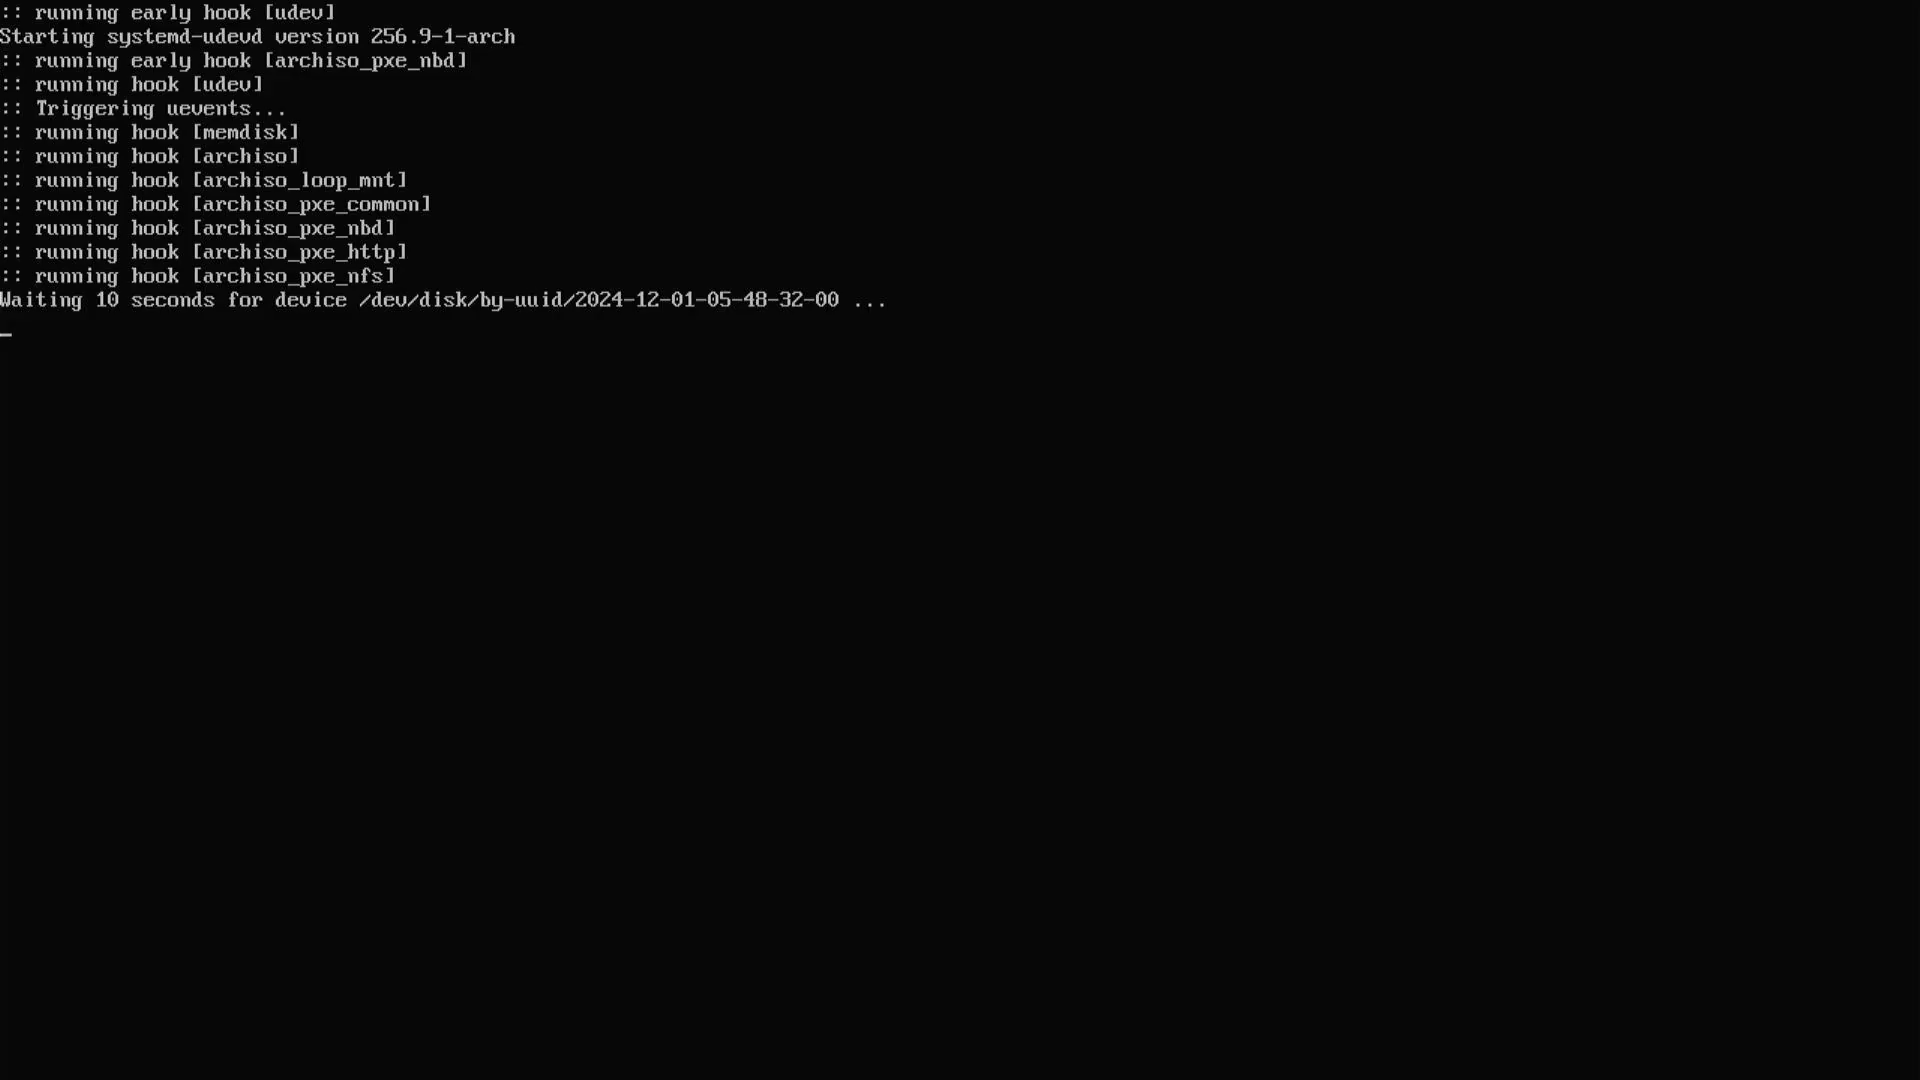 :: running early hook [udev]
Starting systemd-udevd version 256.9-1-arch
:: running early hook [archiso_pxe_nbd]
:: running hook [udev]
:: Triggering uevents...
:: running hook [memdisk]
:: running hook [archiso]
:: running hook [archiso_loop_mnt]
:: running hook [archiso_pxe_common]
:: running hook [archiso_pxe_nbd]
:: running hook [archiso_pxe_http]
:: running hook [archiso_pxe_nfs]
Waiting 10 seconds for device /dev/disk/by-uuid/2024-12-01-05-48-32-00 ...